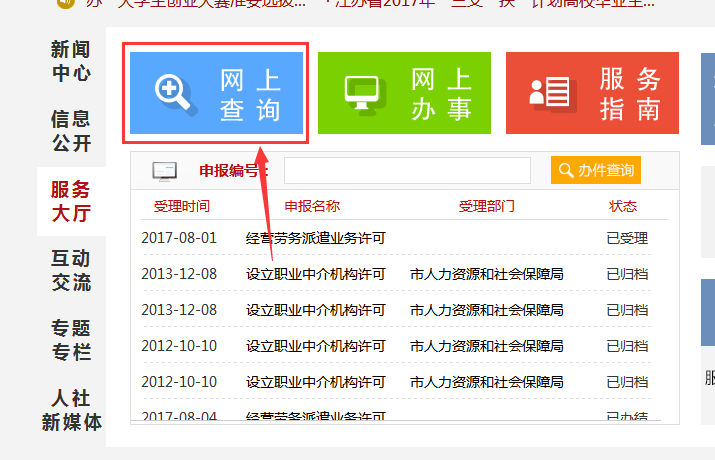 办 大学生创业大赛准备选拔... · 江苏省2017年"三支一扶"计划高校毕业生...
新闻
中心
信息
公开
服务
大厅
互动
交流
专题
专栏
人社
新媒体
网上
查询
网上
办事
服务
指南
申报编号: 办件查询
受理时间 申报名称 受理部门 状态
2017-08-01 经营劳务派遣业务许可 已受理
2013-12-08 设立职业中介机构许可 市人力资源和社会保障局 已归档
2013-12-08 设立职业中介机构许可 市人力资源和社会保障局 已归档
2012-10-10 设立职业中介机构许可 市人力资源和社会保障局 已归档
2012-10-10 设立职业中介机构许可 市人力资源和社会保障局 已归档
2017-08-04 经营劳务派遣业务许可 已办结
服